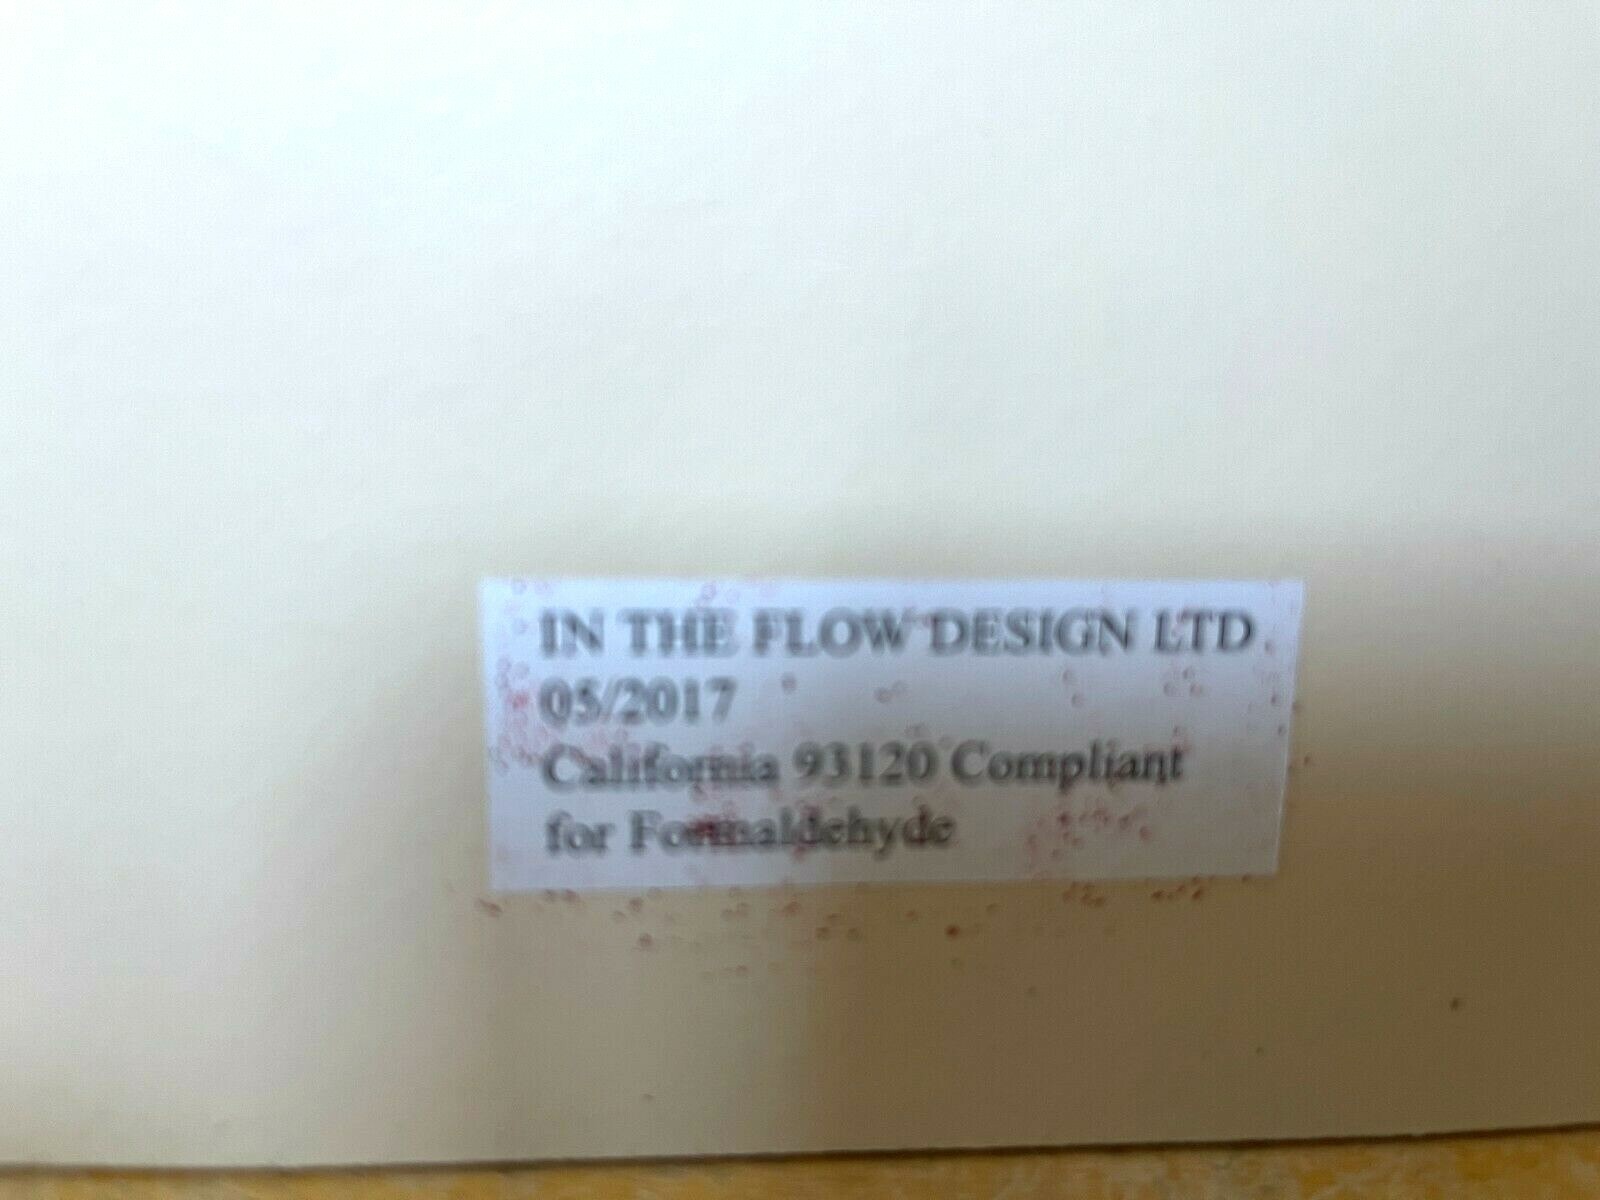 IN THE FLOW DESIGN LTD
05/2017
California 93120 Compliant
for Formaldehyde